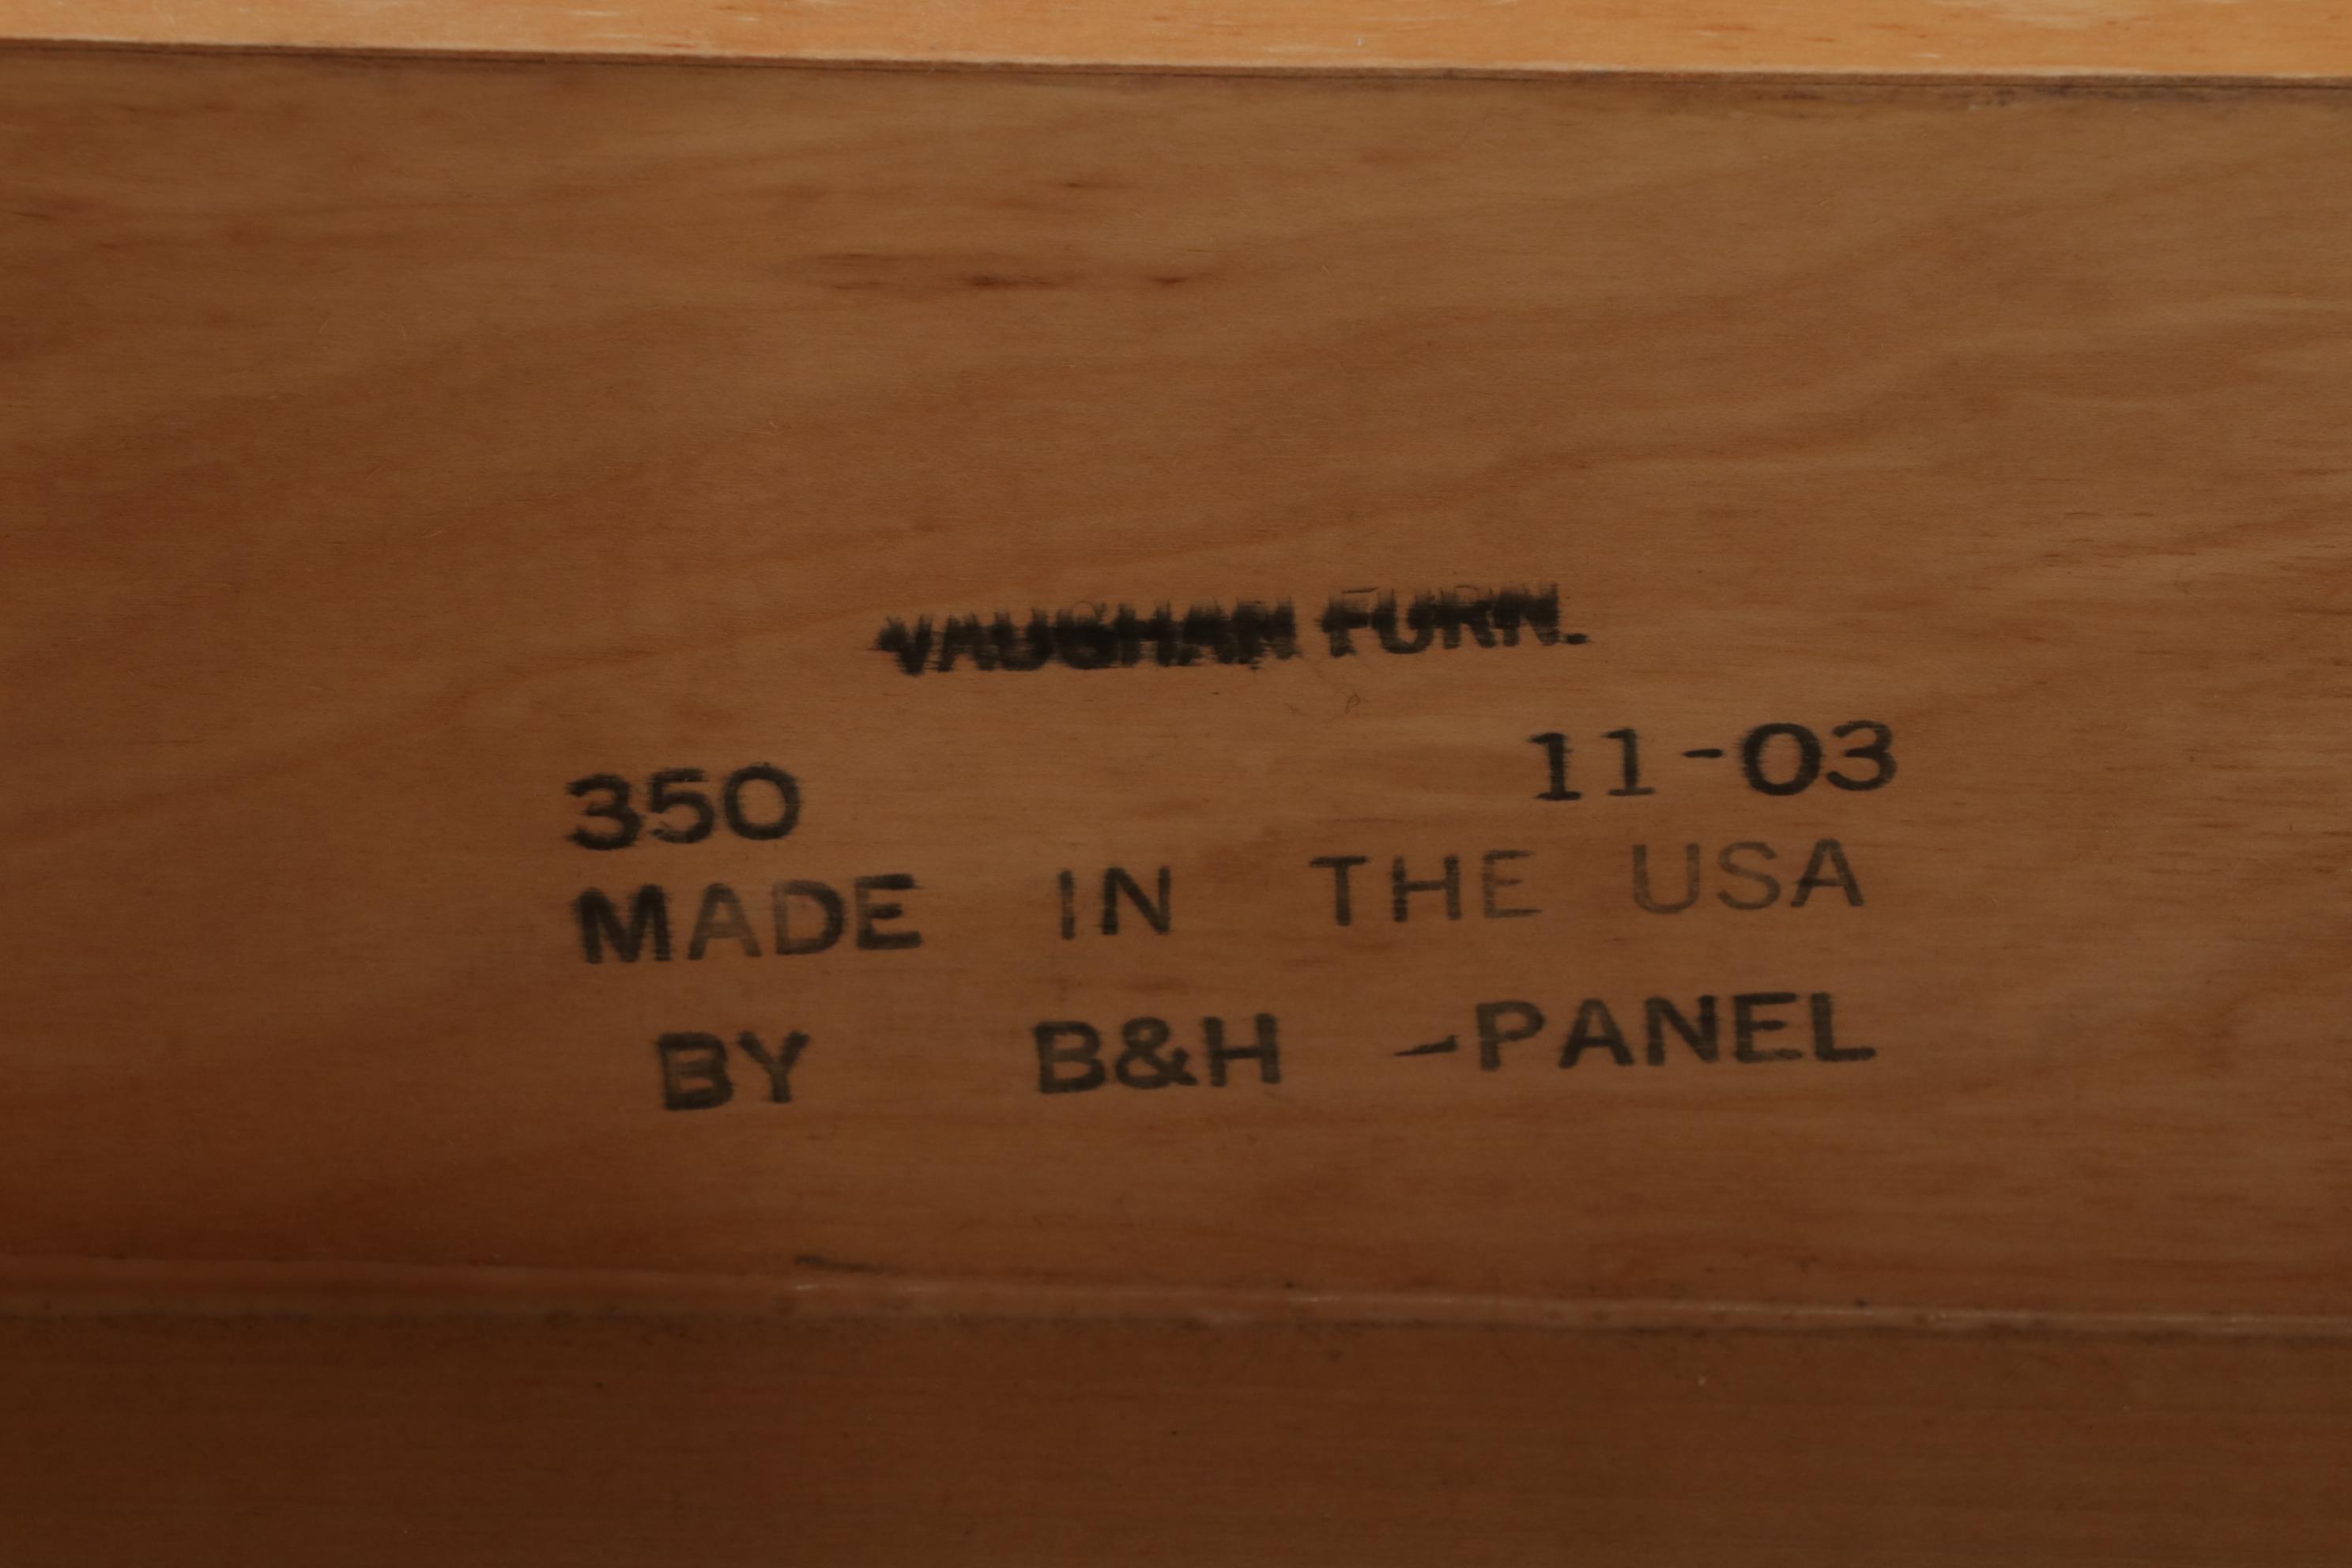 VAUGHAN FURN.
350 11-03
MADE IN THE USA
BY B&H -PANEL